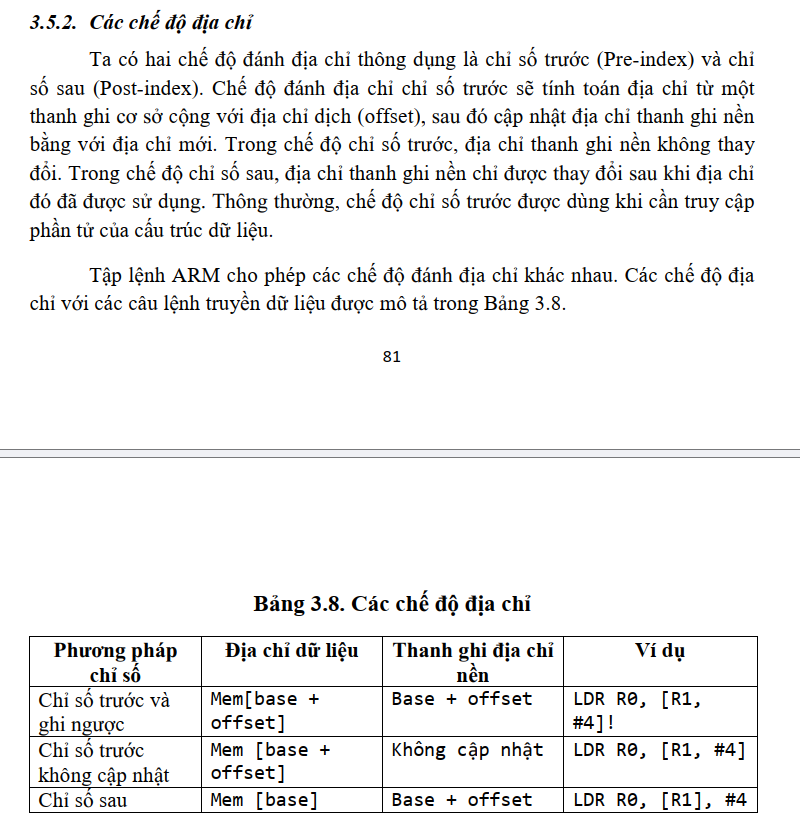 3.5.2. Các chế độ địa chỉ
Ta có hai chế độ đánh địa chỉ thông dụng là chỉ số trước (Pre-index) và chỉ
số sau (Post-index). Chế độ đánh địa chỉ chỉ số trước sẽ tính toán địa chỉ từ một
thanh ghi cơ sở cộng với địa chỉ dịch (offset), sau đó cập nhật địa chỉ thanh ghi nền
bằng với địa chỉ mới. Trong chế độ chỉ số trước, địa chỉ thanh ghi nền không thay
đổi. Trong chế độ chỉ số sau, địa chỉ thanh ghi nền chỉ được thay đổi sau khi địa chỉ
đó đã được sử dụng. Thông thường, chế độ chỉ số trước được dùng khi cần truy cập
phần tử của cấu trúc dữ liệu.
Tập lệnh ARM cho phép các chế độ đánh địa chỉ khác nhau. Các chế độ địa
chỉ với các câu lệnh truyền dữ liệu được mô tả trong Bảng 3.8.
81
Bảng 3.8. Các chế độ địa chỉ
Phương pháp chỉ số | Địa chỉ dữ liệu | Thanh ghi địa chỉ nền | Ví dụ
Chỉ số trước và ghi ngược | Mem[base + offset] | Base + offset | LDR R0, [R1, #4]!
Chỉ số trước không cập nhật | Mem [base + offset] | Không cập nhật | LDR R0, [R1, #4]
Chỉ số sau | Mem [base] | Base + offset | LDR R0, [R1], #4